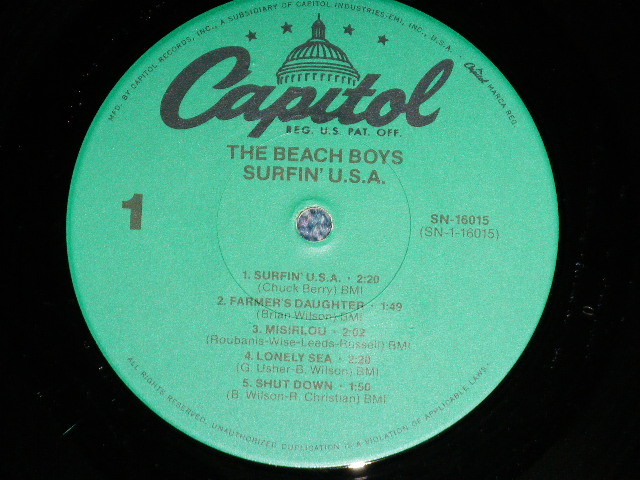 MFD. BY CAPITOL RECORDS, INC., A SUBSIDIARY OF CAPITOL INDUSTRIES-EMI, INC., U.S.A.
Capitol MARCA REG.
Capitol
REG. U.S. PAT. OFF.
THE BEACH BOYS
SURFIN' U.S.A.
1
SN-16015
(SN-1-16015)
1. SURFIN' U.S.A. · 2:20
(Chuck Berry) BMI
2. FARMER'S DAUGHTER · 1:49
(Brian Wilson) BMI
3. MISIRLOU · 2:02
(Roubanis-Wise-Leeds-Russell) BMI
4. LONELY SEA · 2:20
(G. Usher-B. Wilson) BMI
5. SHUT DOWN · 1:50
(B. Wilson-R. Christian) BMI
ALL RIGHTS RESERVED. UNAUTHORIZED DUPLICATION IS A VIOLATION OF APPLICABLE LAWS.